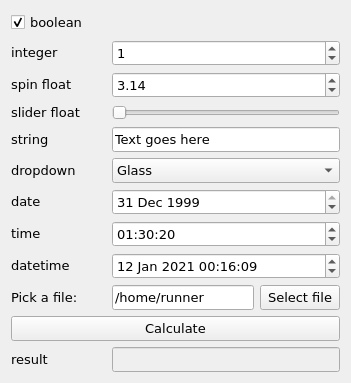 boolean
integer 1
spin float 3.14
slider float
string Text goes here
dropdown Glass
date 31 Dec 1999
time 01:30:20
datetime 12 Jan 2021 00:16:09
Pick a file: /home/runner Select file
Calculate
result